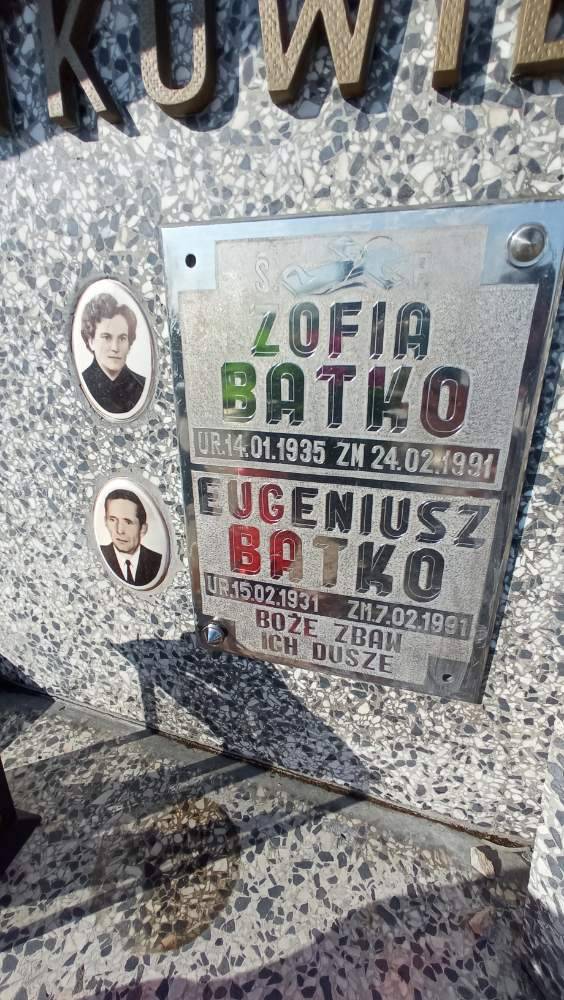 KOWIE
Ś. P.
ZOFIA
BATKO
UR.14.01.1935 ZM 24.02.1991
EUGENIUSZ
BATKO
UR.15.02.1931 ZM.7.02.1991
BOŻE ZBAW
ICH DUSZE